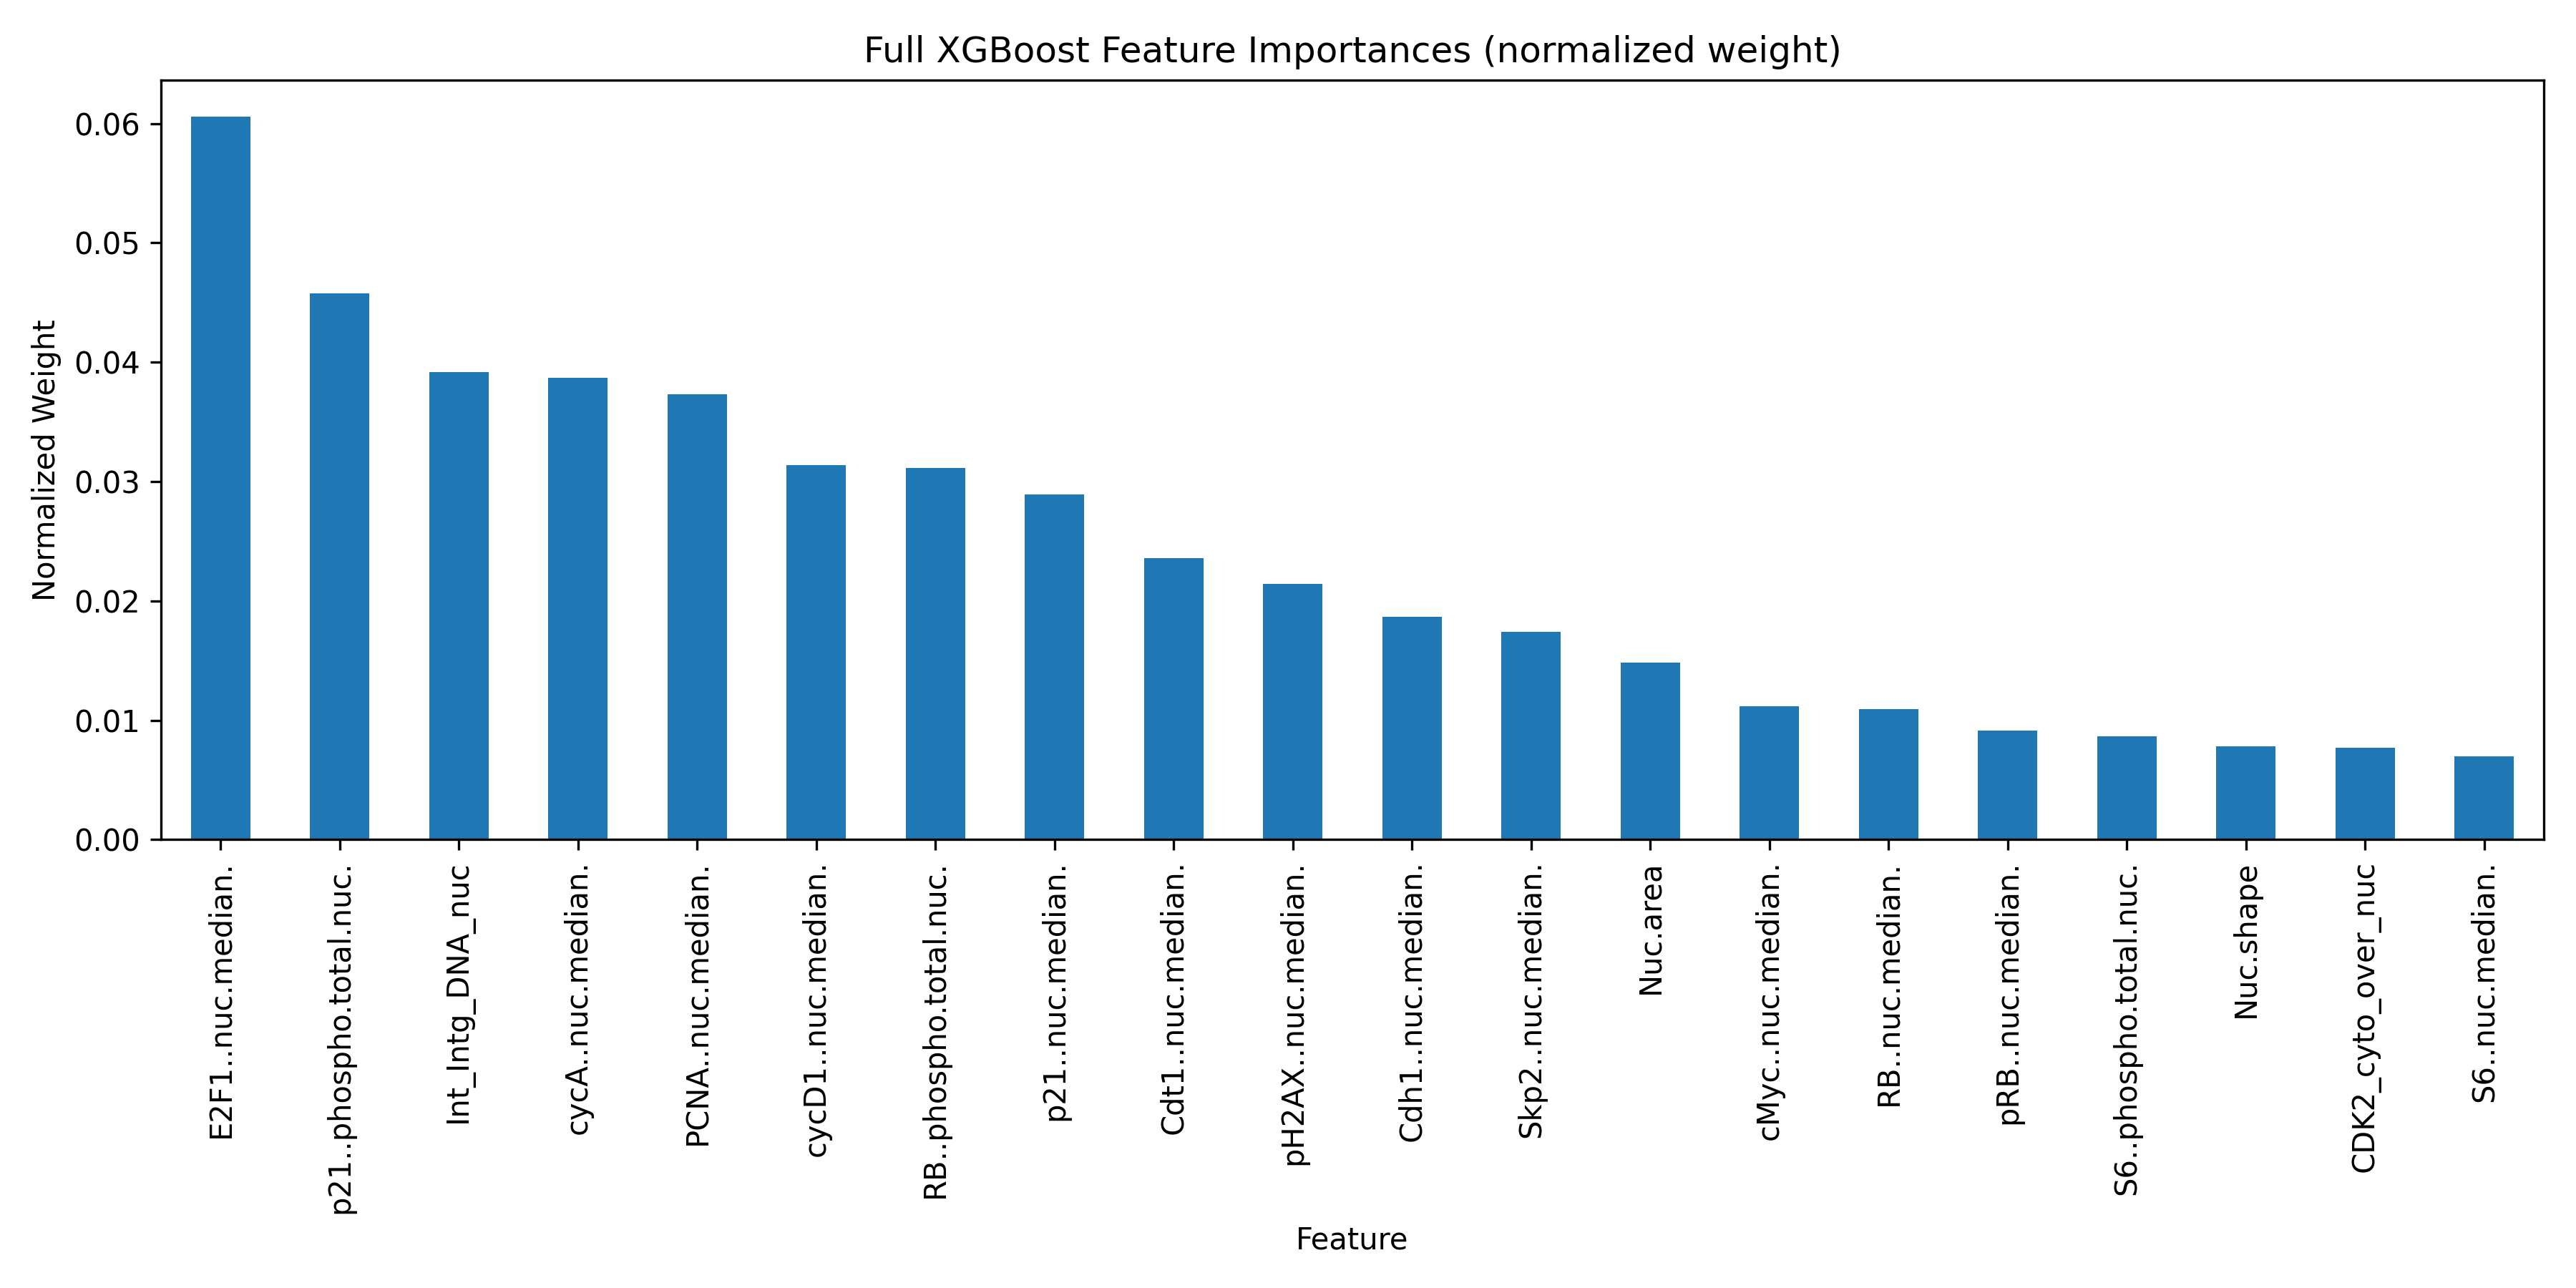 Full XGBoost Feature Importances (normalized weight)
Normalized Weight
0.06
0.05
0.04
0.03
0.02
0.01
0.00
E2F1..nuc.median.
p21..phospho.total.nuc.
Int_Intg_DNA_nuc
cycA..nuc.median.
PCNA..nuc.median.
cycD1..nuc.median.
RB..phospho.total.nuc.
p21..nuc.median.
Cdt1..nuc.median.
pH2AX..nuc.median.
Cdh1..nuc.median.
Skp2..nuc.median.
Nuc.area
cMyc..nuc.median.
RB..nuc.median.
pRB..nuc.median.
S6..phospho.total.nuc.
Nuc.shape
CDK2_cyto_over_nuc
S6..nuc.median.
Feature